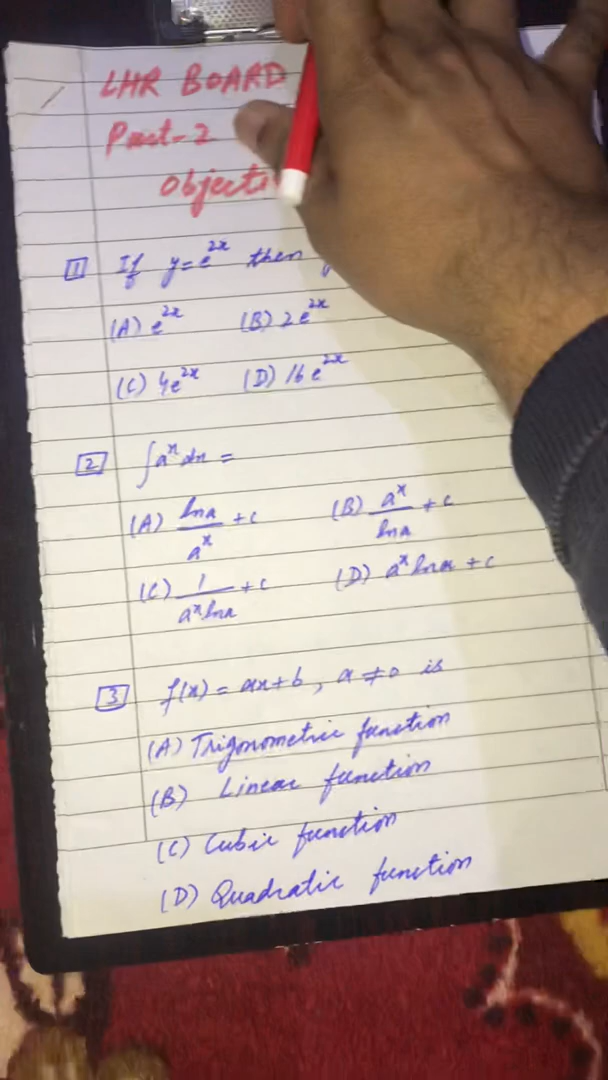 LHR BOARD
Part-2
1 If y=e^2x then
(A) e^2x (B) 2e^2x
(C) 4e^2x (D) 16e^2x
2 ∫a^x dx =
(A) lna/a^x +c (B) a^x/lna +c
(C) 1/a^x lna +c (D) a^x lna +c
3 f(x) = ax+b, a≠0 is
(A) Trigonometric function
(B) Linear function
(C) Cubic function
(D) Quadratic function